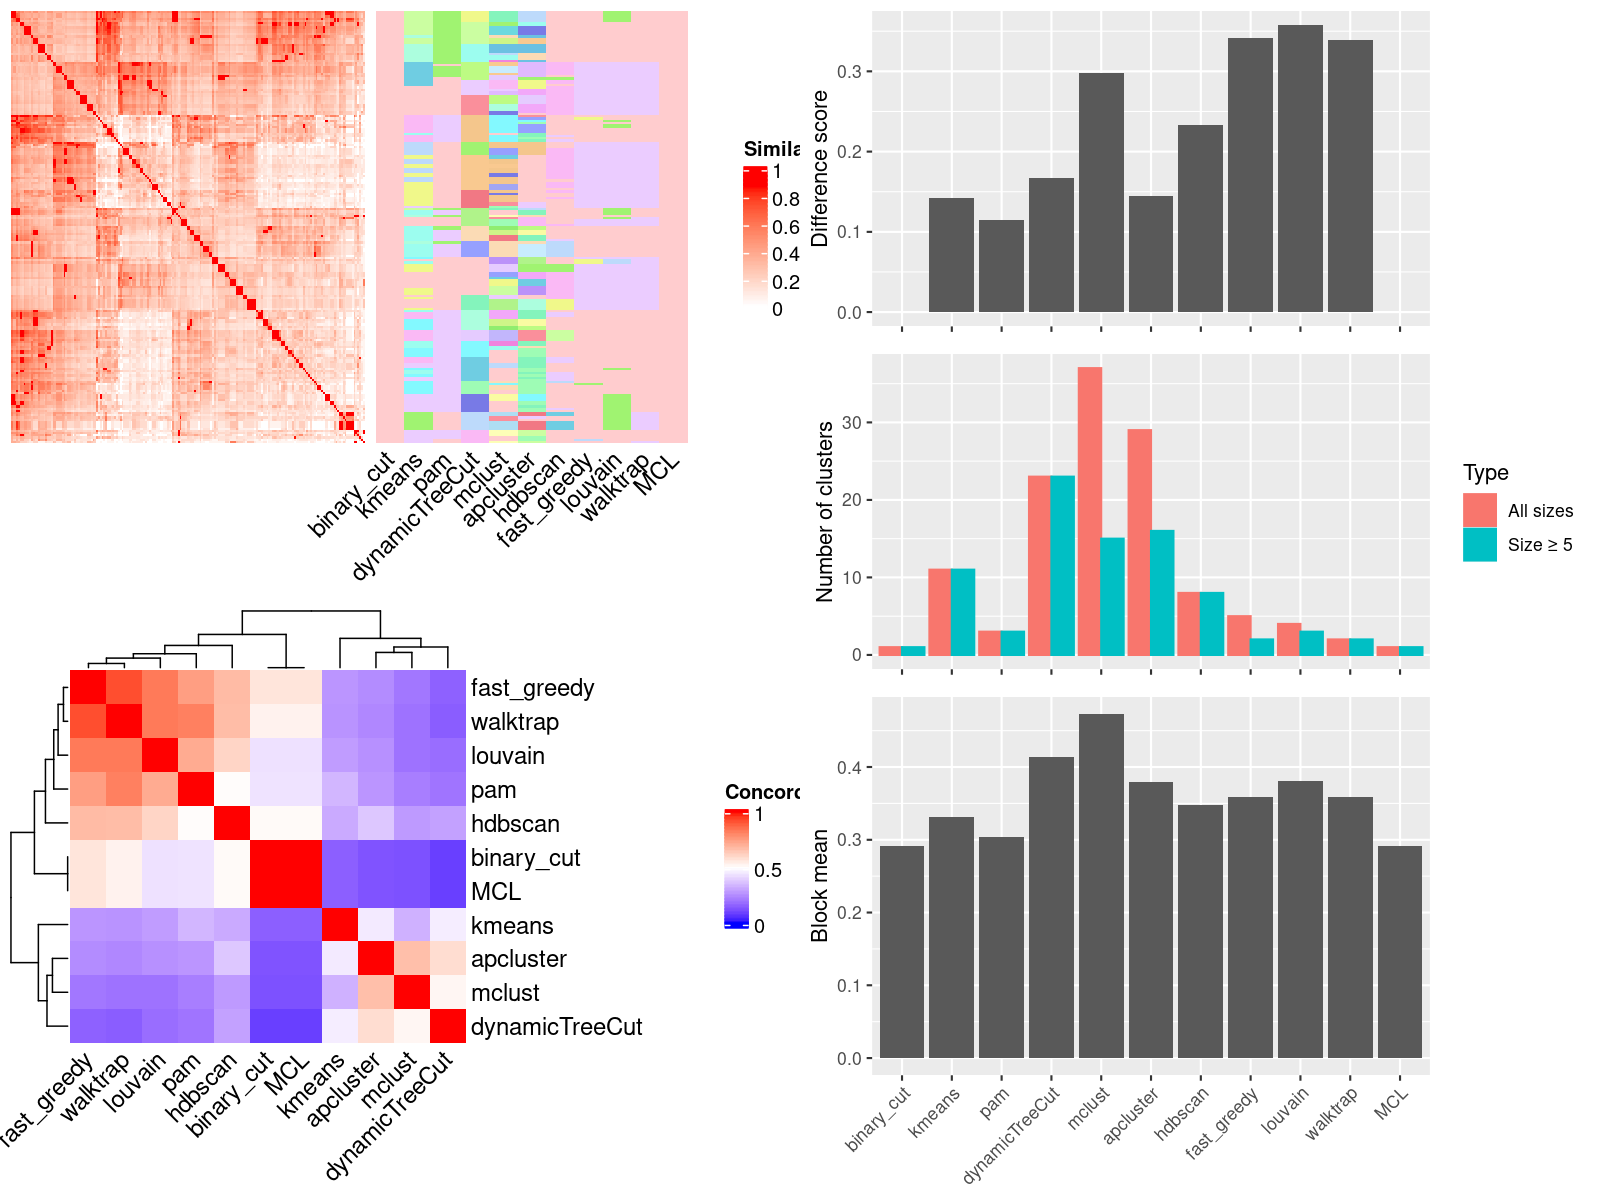 Simila
1
0.8
0.6
0.4
0.2
0
binary_cut
kmeans
pam
dynamicTreeCut
mclust
apcluster
hdbscan
fast_greedy
louvain
walktrap
MCL
fast_greedy
walktrap
louvain
pam
hdbscan
binary_cut
MCL
kmeans
apcluster
mclust
dynamicTreeCut
fast_greedy
walktrap
louvain
pam
hdbscan
binary_cut
MCL
kmeans
apcluster
mclust
dynamicTreeCut
Concord
1
0.5
0
Difference score
0.3
0.2
0.1
0.0
Number of clusters
30
20
10
0
Type
All sizes
Size ≥ 5
Block mean
0.4
0.3
0.2
0.1
0.0
binary_cut
kmeans
pam
dynamicTreeCut
mclust
apcluster
hdbscan
fast_greedy
louvain
walktrap
MCL